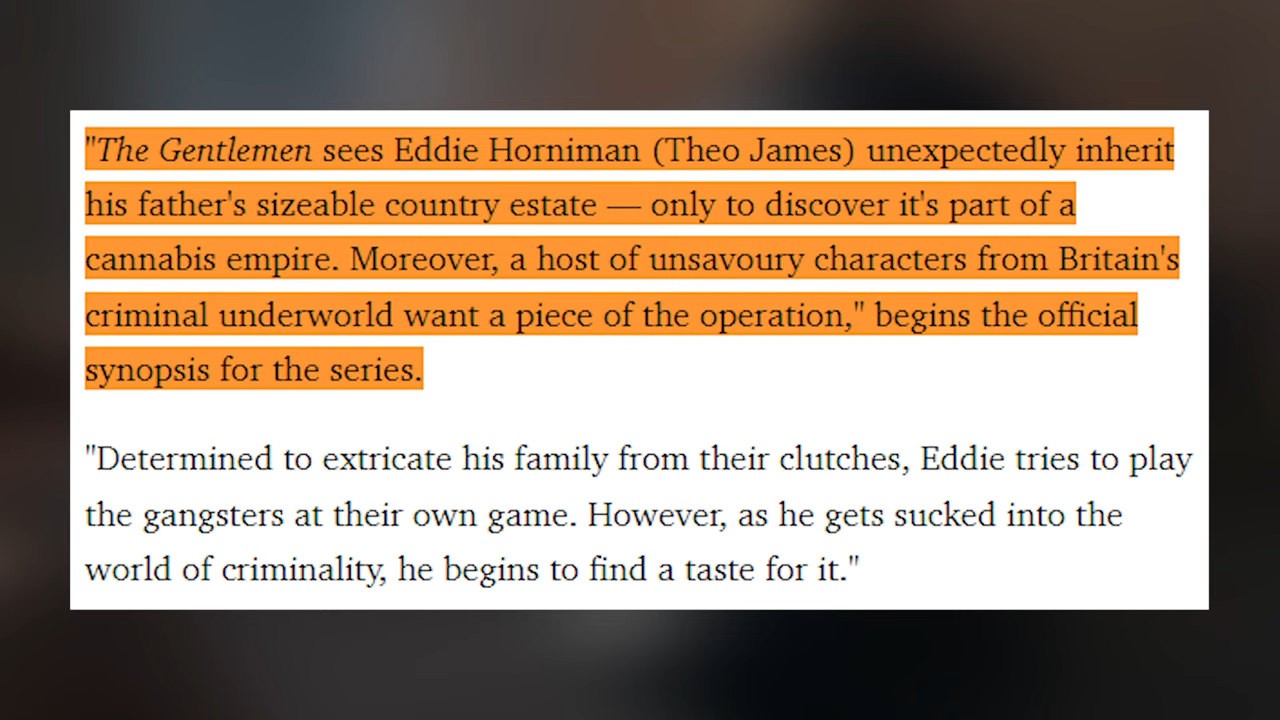 "The Gentlemen sees Eddie Horniman (Theo James) unexpectedly inherit
his father's sizeable country estate — only to discover it's part of a
cannabis empire. Moreover, a host of unsavoury characters from Britain's
criminal underworld want a piece of the operation," begins the official
synopsis for the series.
"Determined to extricate his family from their clutches, Eddie tries to play
the gangsters at their own game. However, as he gets sucked into the
world of criminality, he begins to find a taste for it."